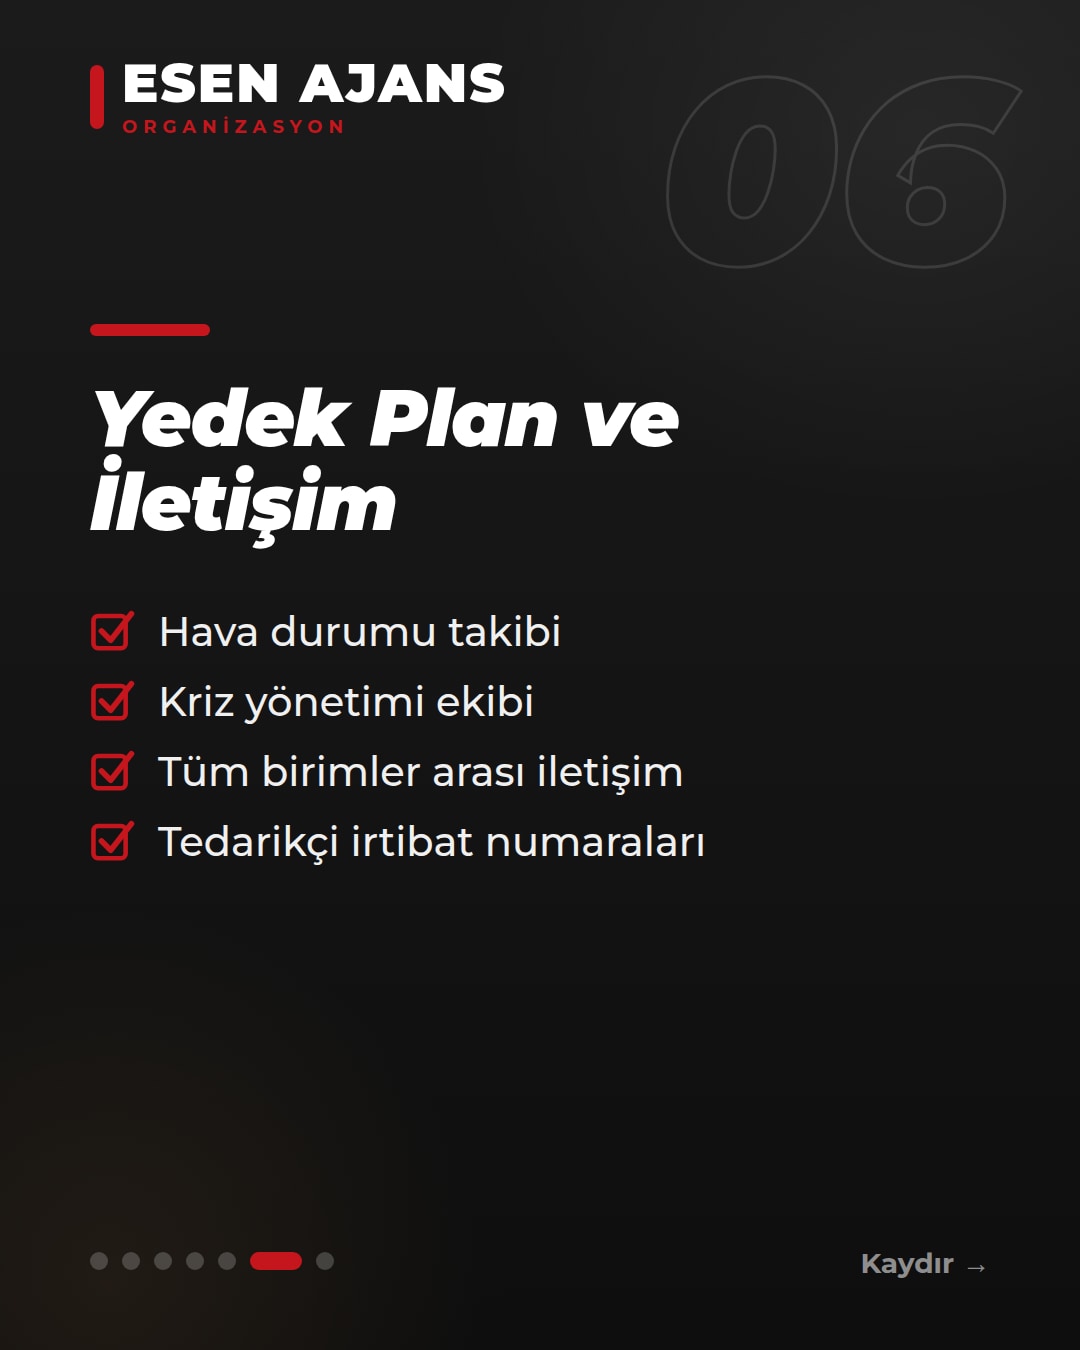 ESEN AJANS
ORGANİZASYON
06
Yedek Plan ve
İletişim
Hava durumu takibi
Kriz yönetimi ekibi
Tüm birimler arası iletişim
Tedarikçi irtibat numaraları
Kaydır →